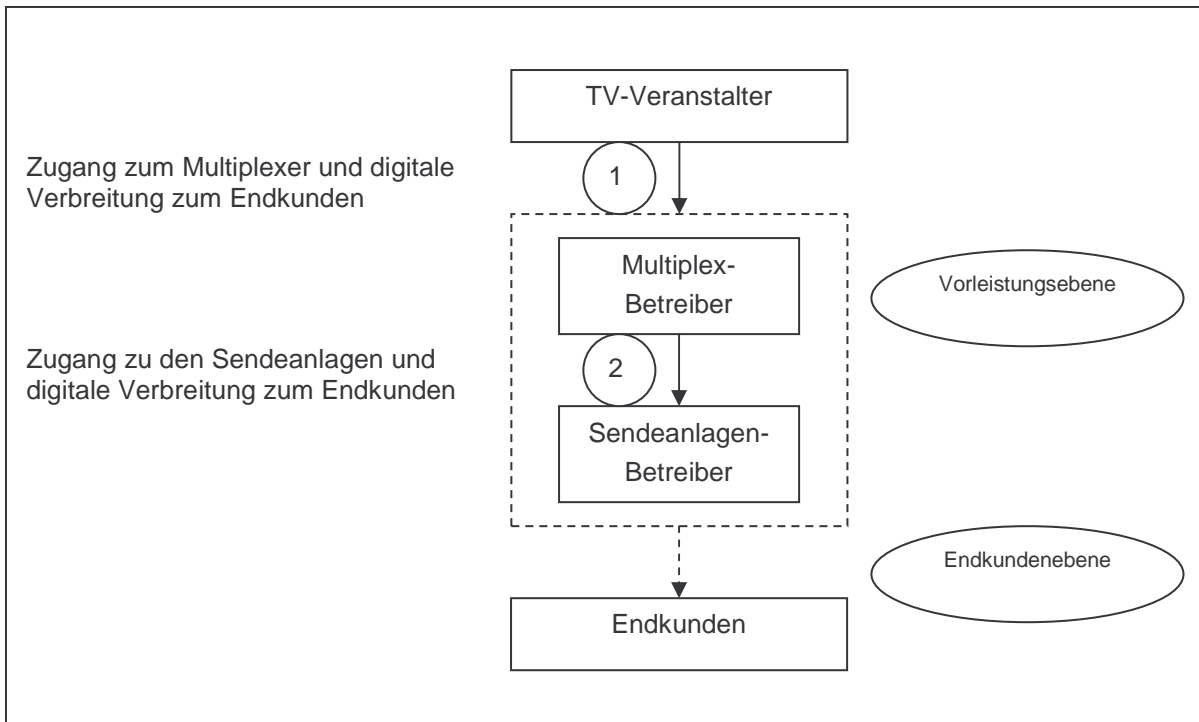 TV-Veranstalter
Zugang zum Multiplexer und digitale
Verbreitung zum Endkunden
1
Multiplex-
Betreiber
Vorleistungsebene
Zugang zu den Sendeanlagen und
digitale Verbreitung zum Endkunden
2
Sendeanlagen-
Betreiber
Endkundenebene
Endkunden